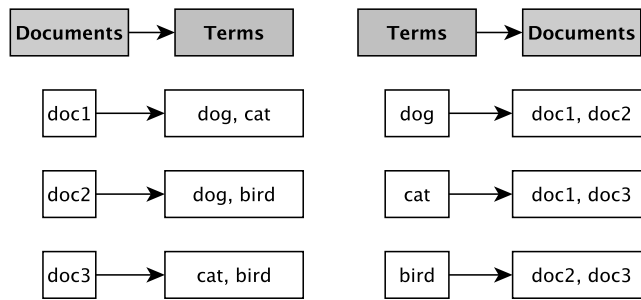 Documents Terms
doc1 dog, cat
doc2 dog, bird
doc3 cat, bird
Terms Documents
dog doc1, doc2
cat doc1, doc3
bird doc2, doc3